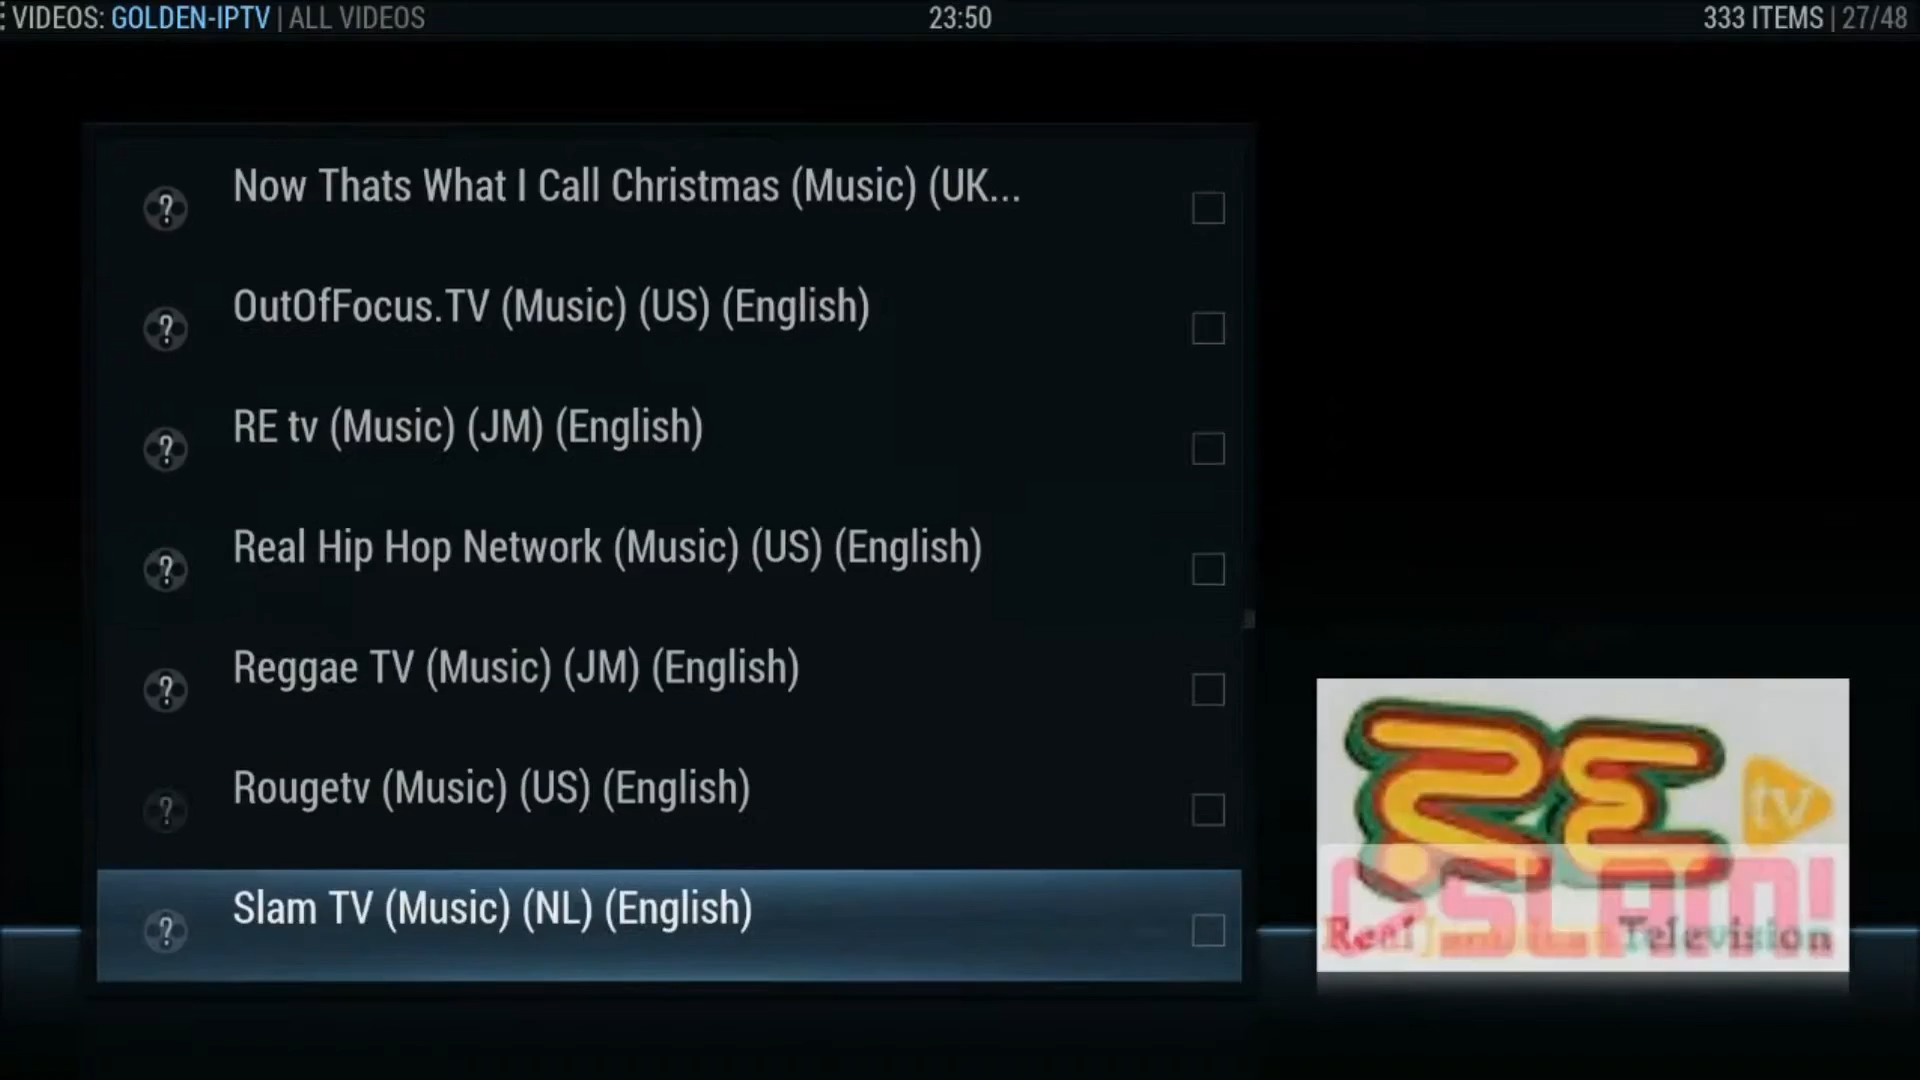 VIDEOS: GOLDEN-IPTV | ALL VIDEOS
23:50
333 ITEMS | 27/48
Now Thats What I Call Christmas (Music) (UK...
OutOfFocus.TV (Music) (US) (English)
RE tv (Music) (JM) (English)
Real Hip Hop Network (Music) (US) (English)
Reggae TV (Music) (JM) (English)
Rougetv (Music) (US) (English)
Slam TV (Music) (NL) (English)
RE tv
SLAM!
Real Television